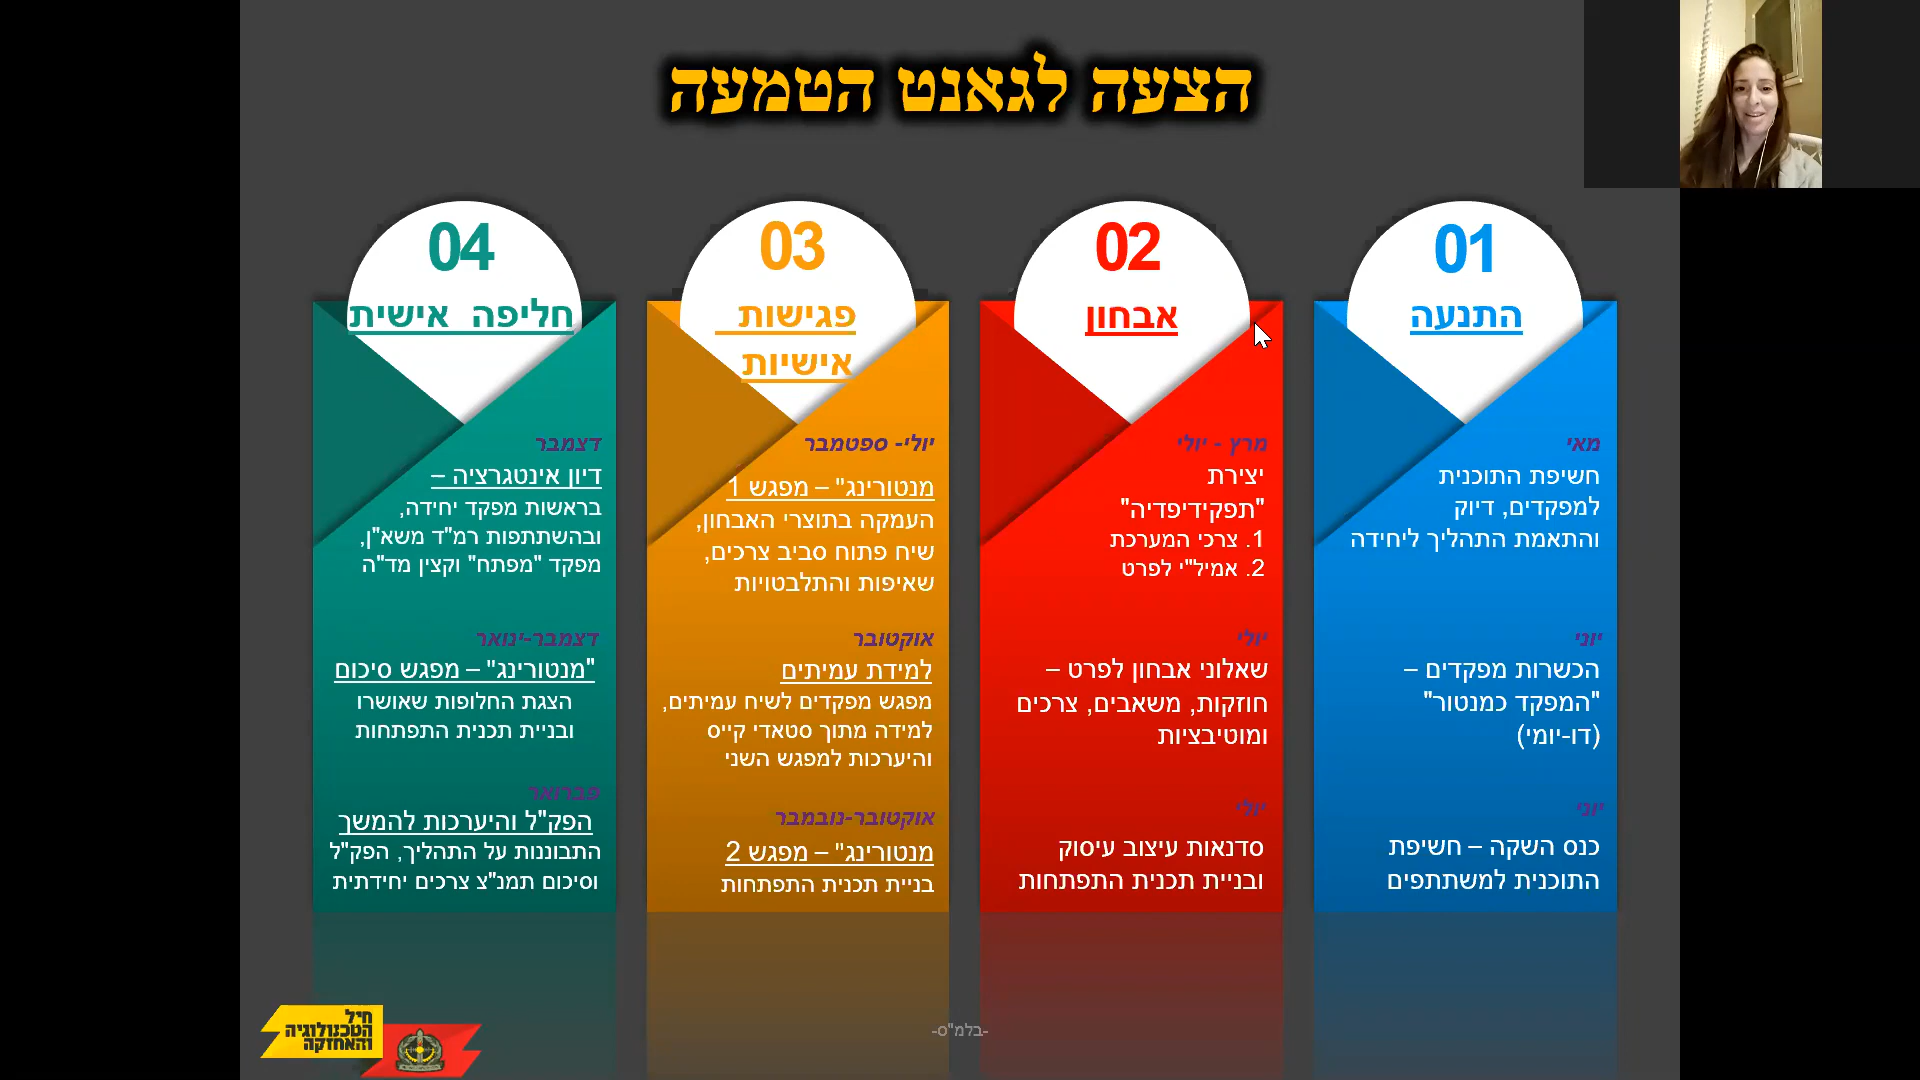 הצעה לגאנט הטמעה
01
התנעה
מאי
חשיפת התוכנית
למפקדים, דיוק
והתאמת התהליך ליחידה
יוני
הכשרות מפקדים –
"המפקד כמנטור"
(דו-יומי)
יוני
כנס השקה – חשיפת
התוכנית למשתתפים
02
אבחון
מרץ - יולי
יצירת
"תפקידיפדיה"
1. צרכי המערכת
2. אמיל"י לפרט
יולי
שאלוני אבחון לפרט –
חוזקות, משאבים, צרכים
ומוטיבציות
יולי
סדנאות עיצוב עיסוק
ובניית תכנית התפתחות
03
פגישות
אישיות
יולי- ספטמבר
מנטורינג" – מפגש 1
העמקה בתוצרי האבחון,
שיח פתוח סביב צרכים,
שאיפות והתלבטויות
אוקטובר
למידת עמיתים
מפגש מפקדים לשיח עמיתים,
למידה מתוך סטאדי קייס
והיערכות למפגש השני
אוקטובר-נובמבר
מנטורינג" – מפגש 2
בניית תכנית התפתחות
04
חליפה אישית
דצמבר
דיון אינטגרציה –
בראשות מפקד יחידה,
ובהשתתפות רמ"ד משא"ן,
מפקד "מפתח" וקצין מד"ה
דצמבר-ינואר
"מנטורינג" – מפגש סיכום
הצגת החלופות שאושרו
ובניית תכנית התפתחות
פברואר
הפק"ל והיערכות להמשך
התבוננות על התהליך, הפק"ל
וסיכום תמנ"צ צרכים יחידתית
חיל
הטכנולוגיה
והאחזקה
-בלמ"ס-